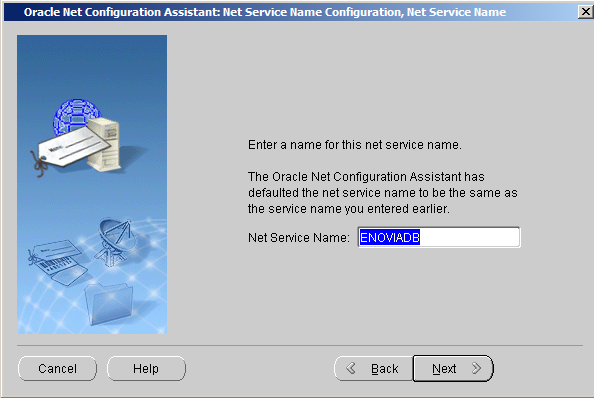 Oracle Net Configuration Assistant: Net Service Name Configuration, Net Service Name
Enter a name for this net service name.
The Oracle Net Configuration Assistant has
defaulted the net service name to be the same as
the service name you entered earlier.
Net Service Name: ENOVIADB
Cancel Help Back Next